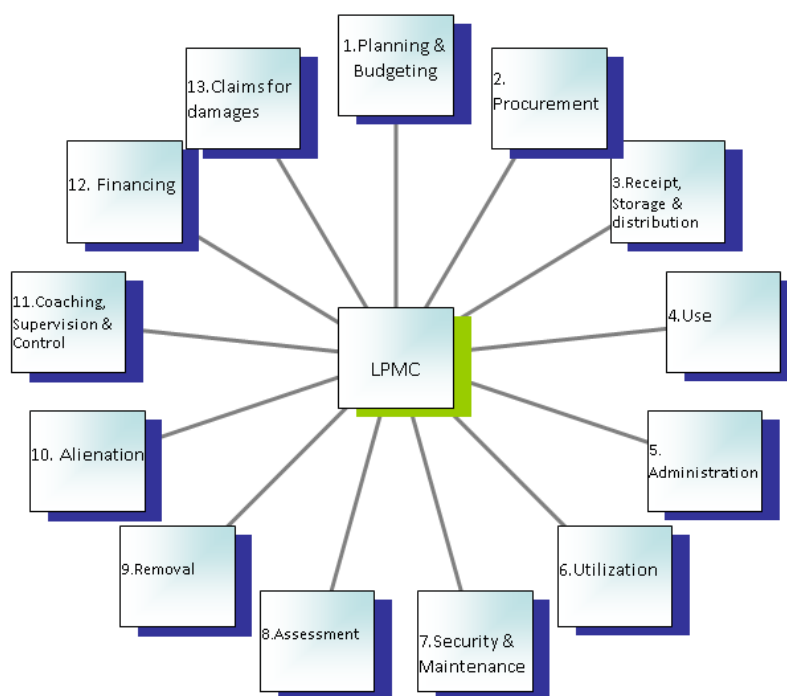 1.Planning &
Budgeting
2.
Procurement
3.Receipt,
Storage &
distribution
4.Use
5.
Administration
6.Utilization
7.Security &
Maintenance
8.Assessment
9.Removal
10. Alienation
11.Coaching,
Supervision &
Control
12. Financing
13.Claims for
damages
LPMC